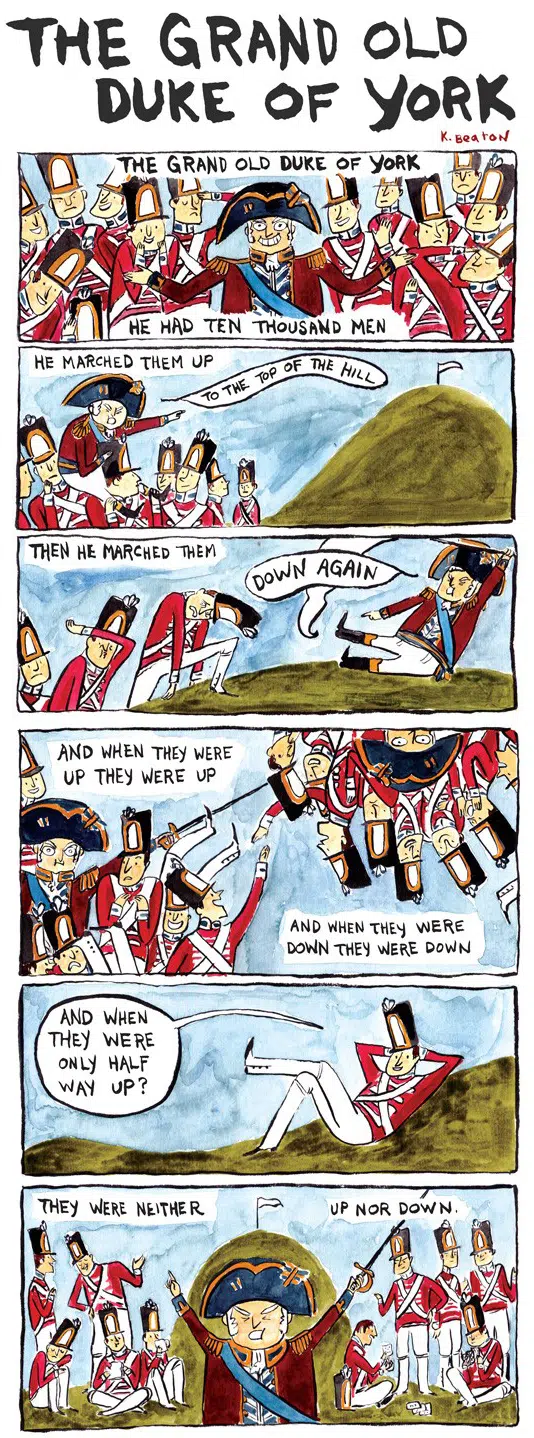 THE GRAND OLD
DUKE OF YORK
K. BEATON
THE GRAND OLD DUKE OF YORK
HE HAD TEN THOUSAND MEN
HE MARCHED THEM UP
TO THE TOP OF THE HILL
THEN HE MARCHED THEM
DOWN AGAIN
AND WHEN THEY WERE
UP THEY WERE UP
AND WHEN THEY WERE
DOWN THEY WERE DOWN
AND WHEN
THEY WERE
ONLY HALF
WAY UP?
THEY WERE NEITHER
UP NOR DOWN.